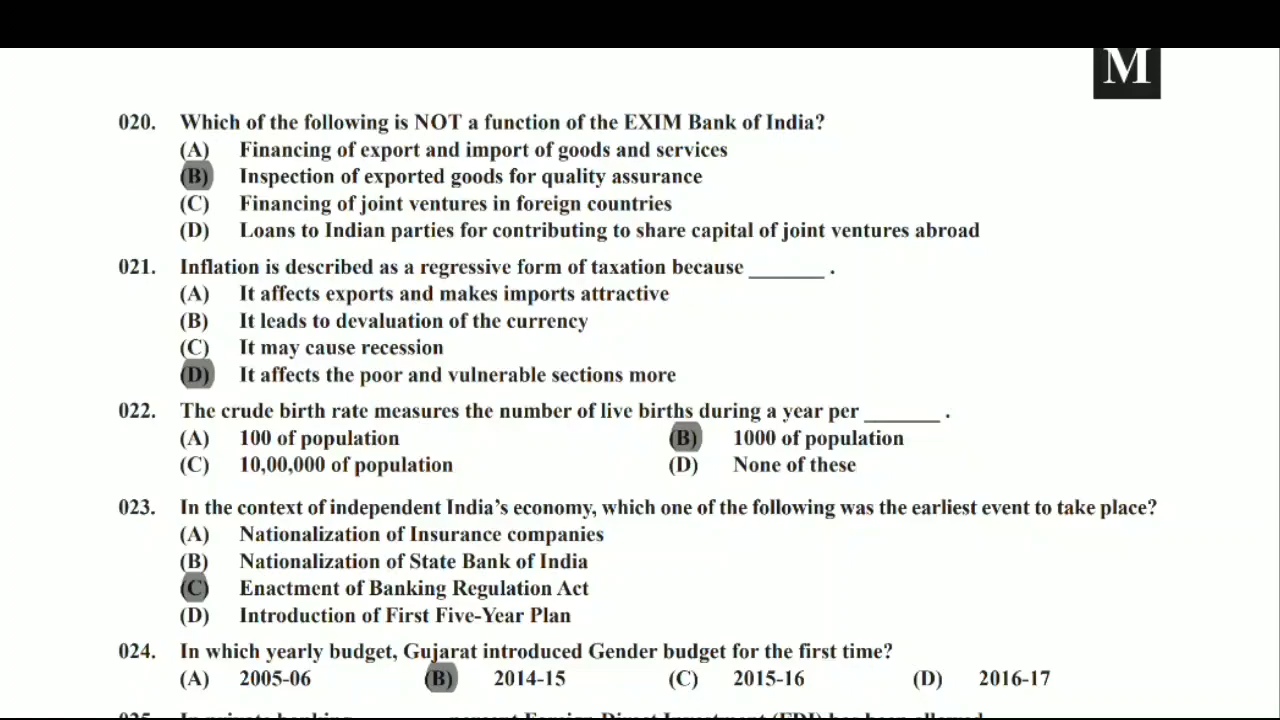 M
020. Which of the following is NOT a function of the EXIM Bank of India?
(A) Financing of export and import of goods and services
(B) Inspection of exported goods for quality assurance
(C) Financing of joint ventures in foreign countries
(D) Loans to Indian parties for contributing to share capital of joint ventures abroad
021. Inflation is described as a regressive form of taxation because _______ .
(A) It affects exports and makes imports attractive
(B) It leads to devaluation of the currency
(C) It may cause recession
(D) It affects the poor and vulnerable sections more
022. The crude birth rate measures the number of live births during a year per _______ .
(A) 100 of population (B) 1000 of population
(C) 10,00,000 of population (D) None of these
023. In the context of independent India's economy, which one of the following was the earliest event to take place?
(A) Nationalization of Insurance companies
(B) Nationalization of State Bank of India
(C) Enactment of Banking Regulation Act
(D) Introduction of First Five-Year Plan
024. In which yearly budget, Gujarat introduced Gender budget for the first time?
(A) 2005-06 (B) 2014-15 (C) 2015-16 (D) 2016-17